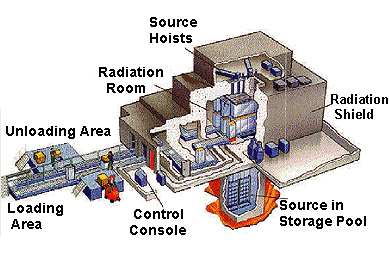 Source
Hoists
Radiation
Room
Radiation
Shield
Unloading Area
Loading
Area
Control
Console
Source in
Storage Pool